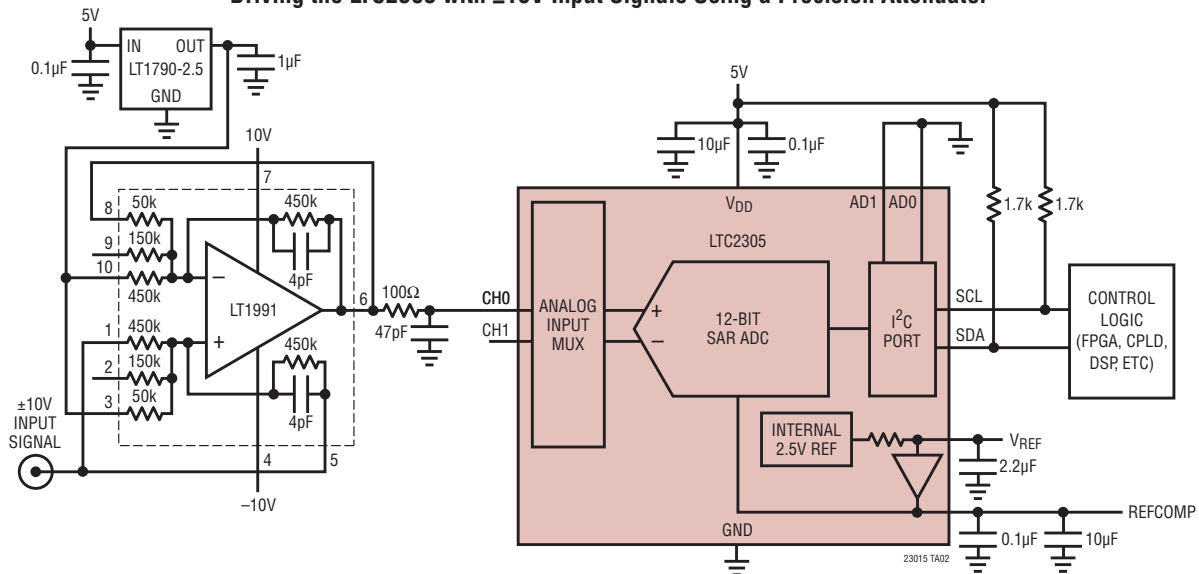 Driving the LTC2305 with ±10V Input Signals Using a Precision Attenuator
5V
IN OUT
LT1790-2.5
GND
0.1µF
1µF
10V
7
8
50k
9
150k
10
450k
450k
4pF
LT1991
6
100Ω
47pF
1
450k
2
150k
3
50k
450k
4pF
±10V
INPUT
SIGNAL
4
5
–10V
5V
10µF
0.1µF
VDD
AD1 AD0
1.7k
1.7k
LTC2305
CH0
CH1
ANALOG
INPUT
MUX
12-BIT
SAR ADC
I2C
PORT
SCL
SDA
CONTROL
LOGIC
(FPGA, CPLD,
DSP, ETC)
INTERNAL
2.5V REF
VREF
2.2µF
REFCOMP
GND
0.1µF
10µF
23015 TA02